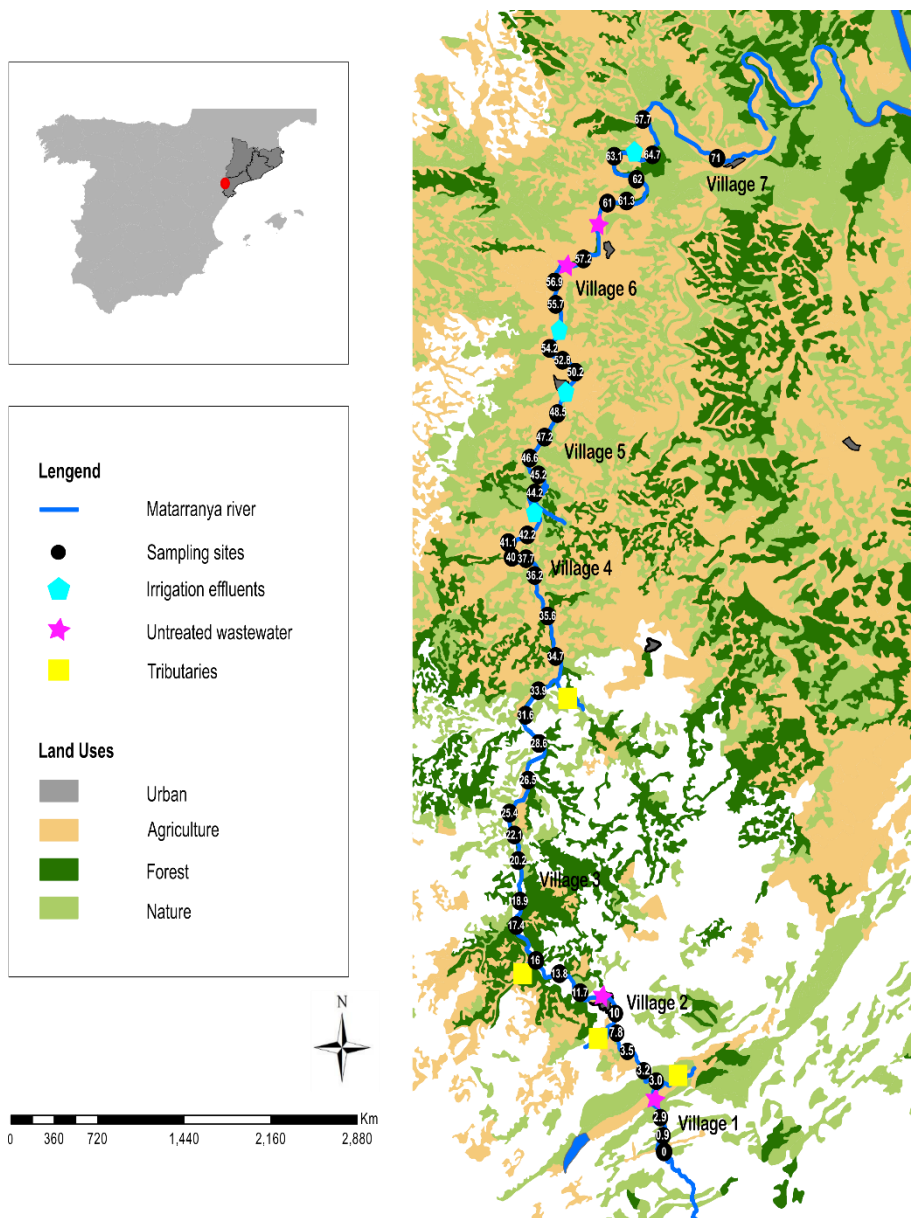 Lengend
Matarranya river
Sampling sites
Irrigation effluents
Untreated wastewater
Tributaries
Land Uses
Urban
Agriculture
Forest
Nature
N
Km
0 360 720 1,440 2,160 2,880
67.7
63.1 64.7 71
Village 7
62
61 61.3
57.2
56.9 Village 6
55.7
54.2
52.8
50.2
48.5
47.2
Village 5
46.6
45.2
44.2
42.2
41.1
40 37.7 Village 4
36.2
35.6
34.7
33.9
31.6
28.6
26.5
25.4
22.1
20.2
Village 3
18.9
17.4
16
13.8
11.7
Village 2
10
7.8
3.5
3.2
3.0
2.9 Village 1
0.9
0